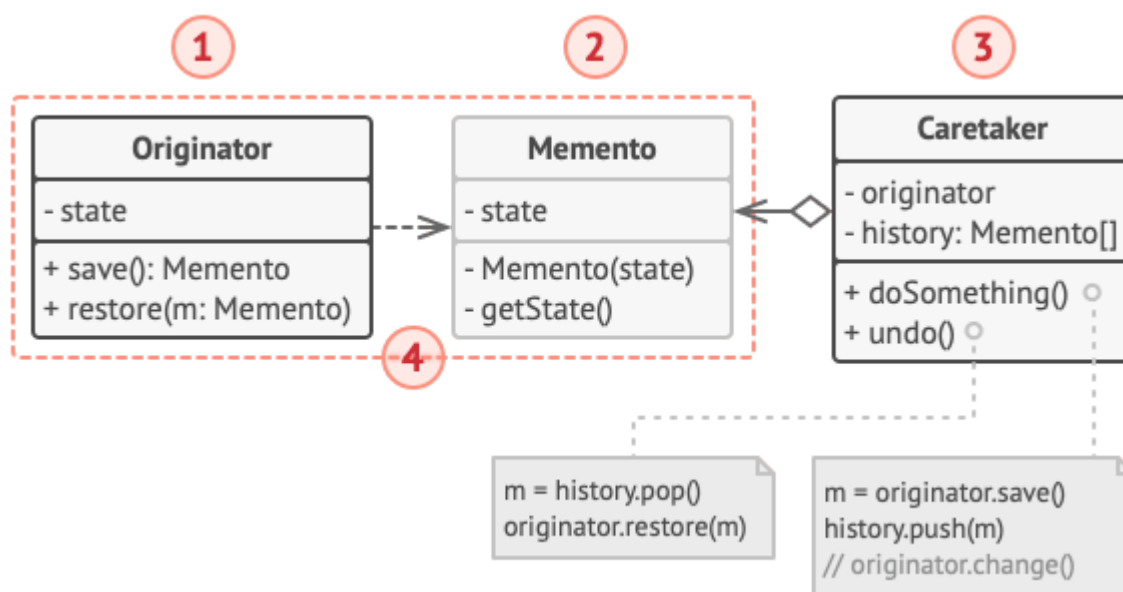 1
2
3
Originator
- state
+ save(): Memento
+ restore(m: Memento)
Memento
- state
- Memento(state)
- getState()
Caretaker
- originator
- history: Memento[]
+ doSomething()
+ undo()
4
m = history.pop()
originator.restore(m)
m = originator.save()
history.push(m)
// originator.change()